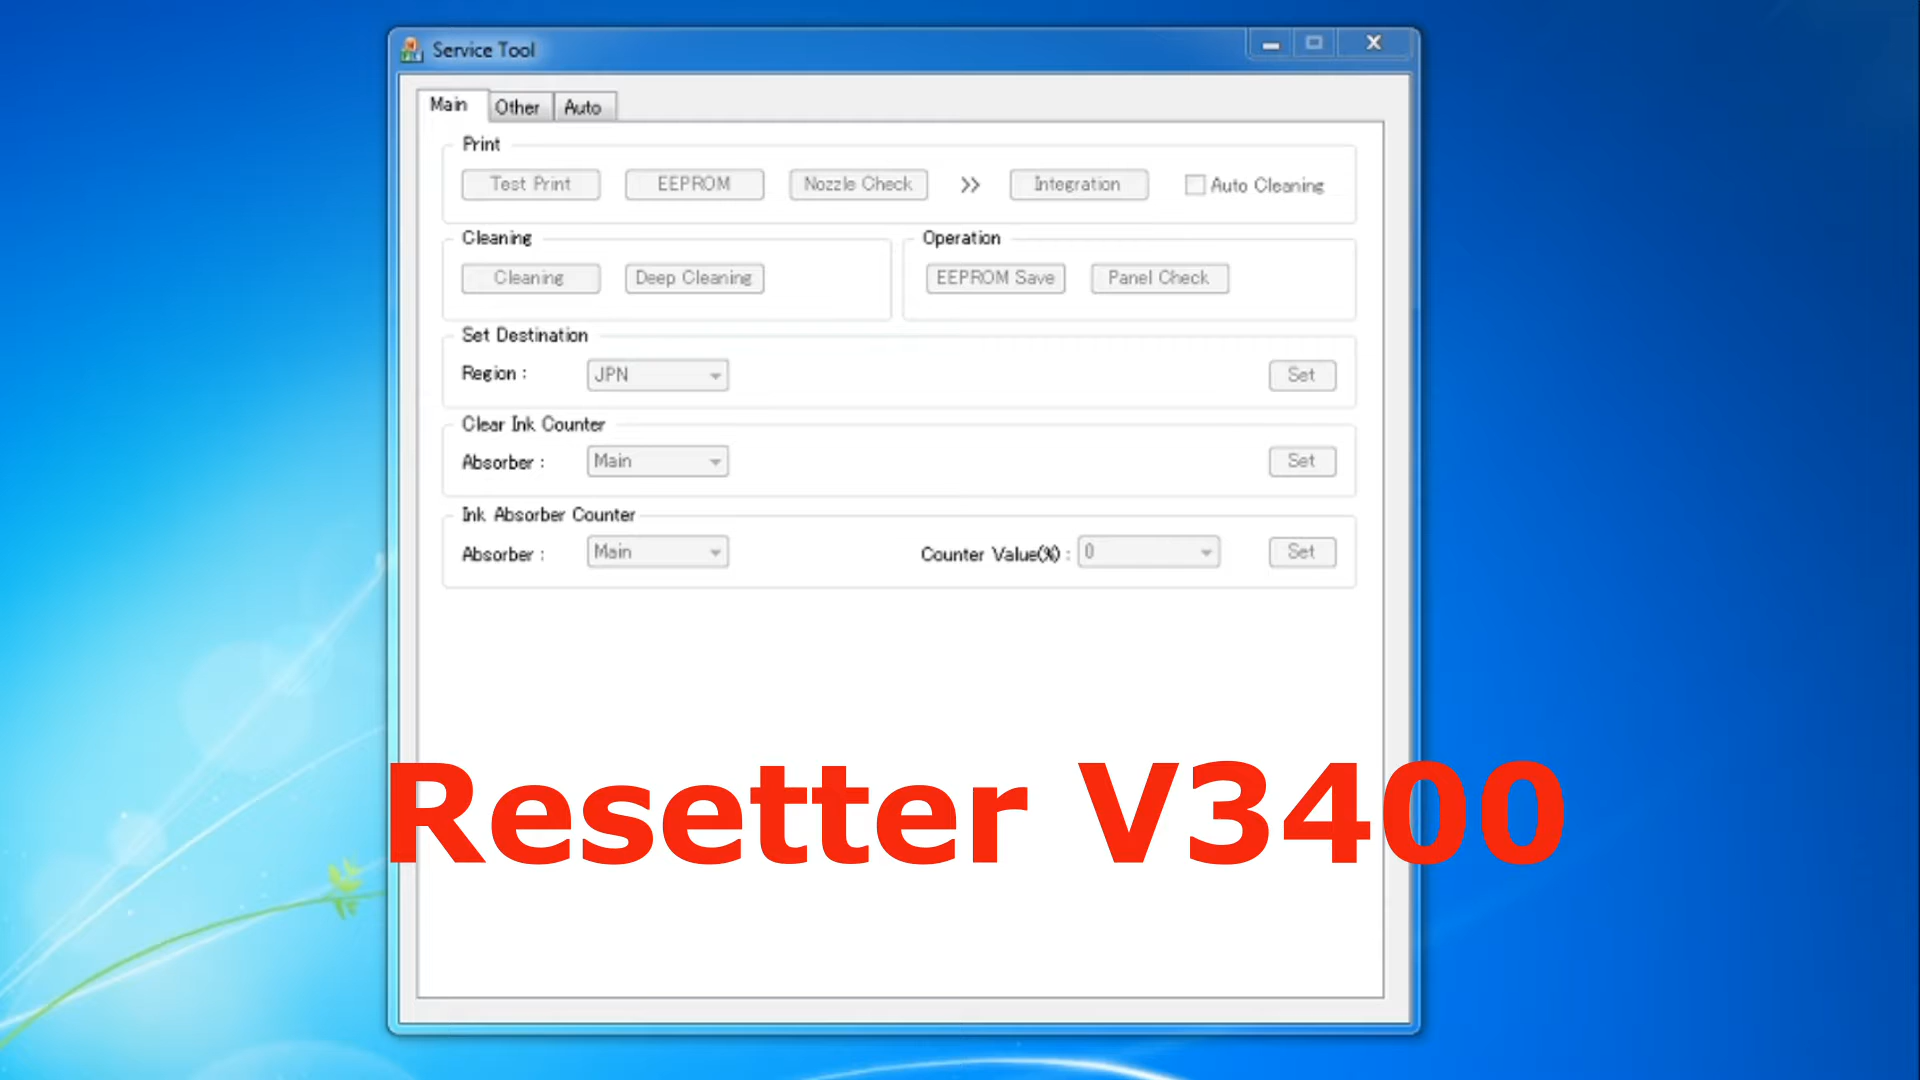 Service Tool
Main Other Auto
Print
Test Print EEPROM Nozzle Check >> Integration Auto Cleaning
Cleaning Operation
Cleaning Deep Cleaning EEPROM Save Panel Check
Set Destination
Region : JPN Set
Clear Ink Counter
Absorber : Main Set
Ink Absorber Counter
Absorber : Main Counter Value(%) : 0 Set
Resetter V3400